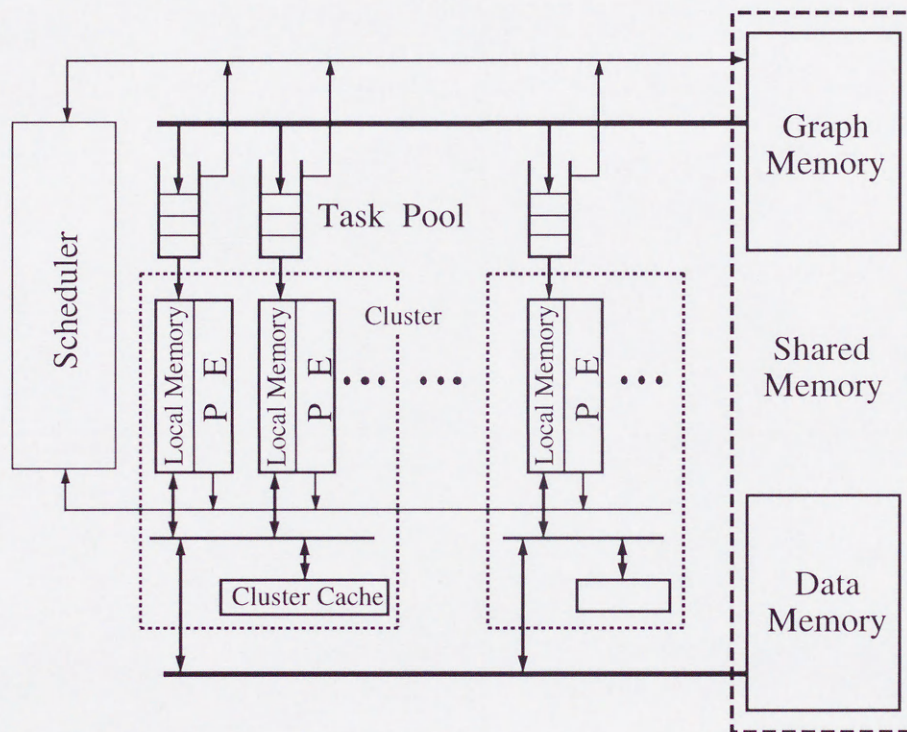 Graph
Memory
Task Pool
Scheduler
Cluster
Local Memory
P E
Local Memory
P E
Local Memory
P E
Shared
Memory
Cluster Cache
Data
Memory